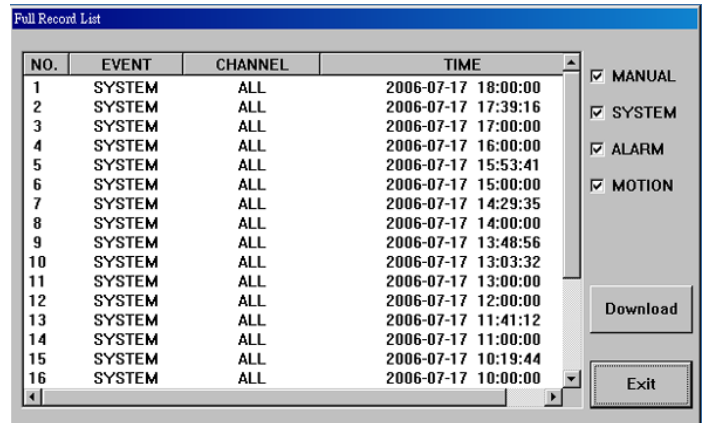 Full Record List
NO. EVENT CHANNEL TIME
1 SYSTEM ALL 2006-07-17 18:00:00
2 SYSTEM ALL 2006-07-17 17:39:16
3 SYSTEM ALL 2006-07-17 17:00:00
4 SYSTEM ALL 2006-07-17 16:00:00
5 SYSTEM ALL 2006-07-17 15:53:41
6 SYSTEM ALL 2006-07-17 15:00:00
7 SYSTEM ALL 2006-07-17 14:29:35
8 SYSTEM ALL 2006-07-17 14:00:00
9 SYSTEM ALL 2006-07-17 13:48:56
10 SYSTEM ALL 2006-07-17 13:03:32
11 SYSTEM ALL 2006-07-17 13:00:00
12 SYSTEM ALL 2006-07-17 12:00:00
13 SYSTEM ALL 2006-07-17 11:41:12
14 SYSTEM ALL 2006-07-17 11:00:00
15 SYSTEM ALL 2006-07-17 10:19:44
16 SYSTEM ALL 2006-07-17 10:00:00
MANUAL
SYSTEM
ALARM
MOTION
Download
Exit